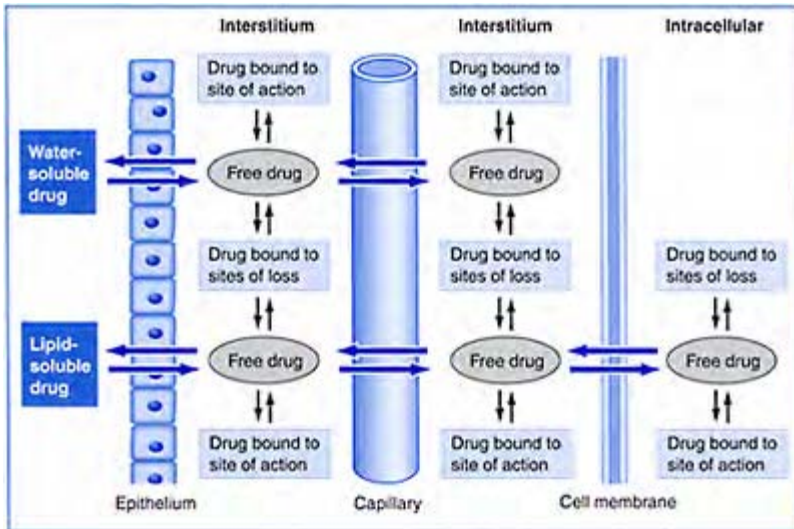 Interstitium
Interstitium
Intracellular
Drug bound to
site of action
Drug bound to
site of action
Water-
soluble
drug
Free drug
Free drug
Drug bound to
sites of loss
Drug bound to
sites of loss
Drug bound to
sites of loss
Lipid-
soluble
drug
Free drug
Free drug
Free drug
Drug bound to
site of action
Drug bound to
site of action
Drug bound to
site of action
Epithelium
Capillary
Cell membrane